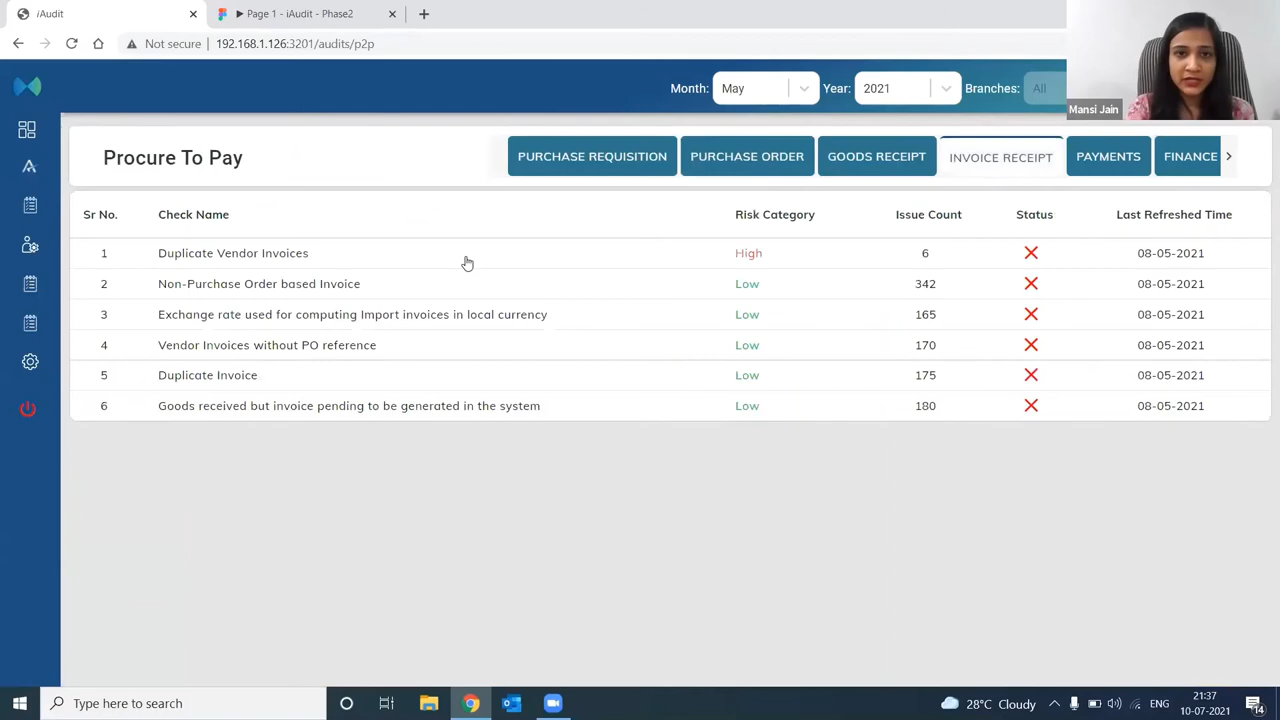 iAudit
Page 1 - iAudit - Phase2
Not secure 192.168.1.126:3201/audits/p2p
Month: May Year: 2021 Branches: All
Mansi Jain
Procure To Pay
PURCHASE REQUISITION PURCHASE ORDER GOODS RECEIPT INVOICE RECEIPT PAYMENTS FINANCE
Sr No. Check Name Risk Category Issue Count Status Last Refreshed Time
1 Duplicate Vendor Invoices High 6 08-05-2021
2 Non-Purchase Order based Invoice Low 342 08-05-2021
3 Exchange rate used for computing Import invoices in local currency Low 165 08-05-2021
4 Vendor Invoices without PO reference Low 170 08-05-2021
5 Duplicate Invoice Low 175 08-05-2021
6 Goods received but invoice pending to be generated in the system Low 180 08-05-2021
Type here to search
28°C Cloudy
ENG
21:37
10-07-2021
14